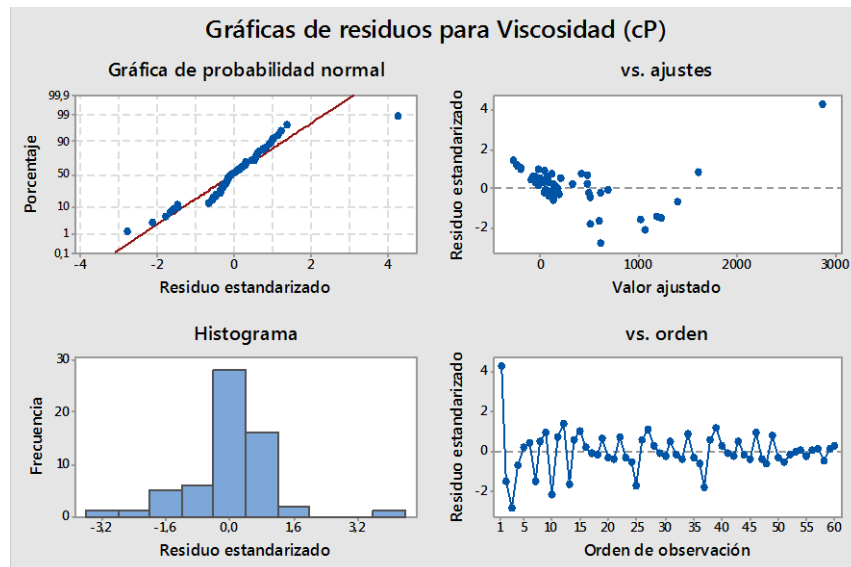 Gráficas de residuos para Viscosidad (cP)
Gráfica de probabilidad normal
99,9
99
90
50
10
1
0,1
Porcentaje
-4 -2 0 2 4
Residuo estandarizado
vs. ajustes
4
2
0
-2
Residuo estandarizado
0 1000 2000 3000
Valor ajustado
Histograma
30
20
10
0
Frecuencia
-3,2 -1,6 0,0 1,6 3,2
Residuo estandarizado
vs. orden
4
2
0
-2
Residuo estandarizado
1 5 10 15 20 25 30 35 40 45 50 55 60
Orden de observación